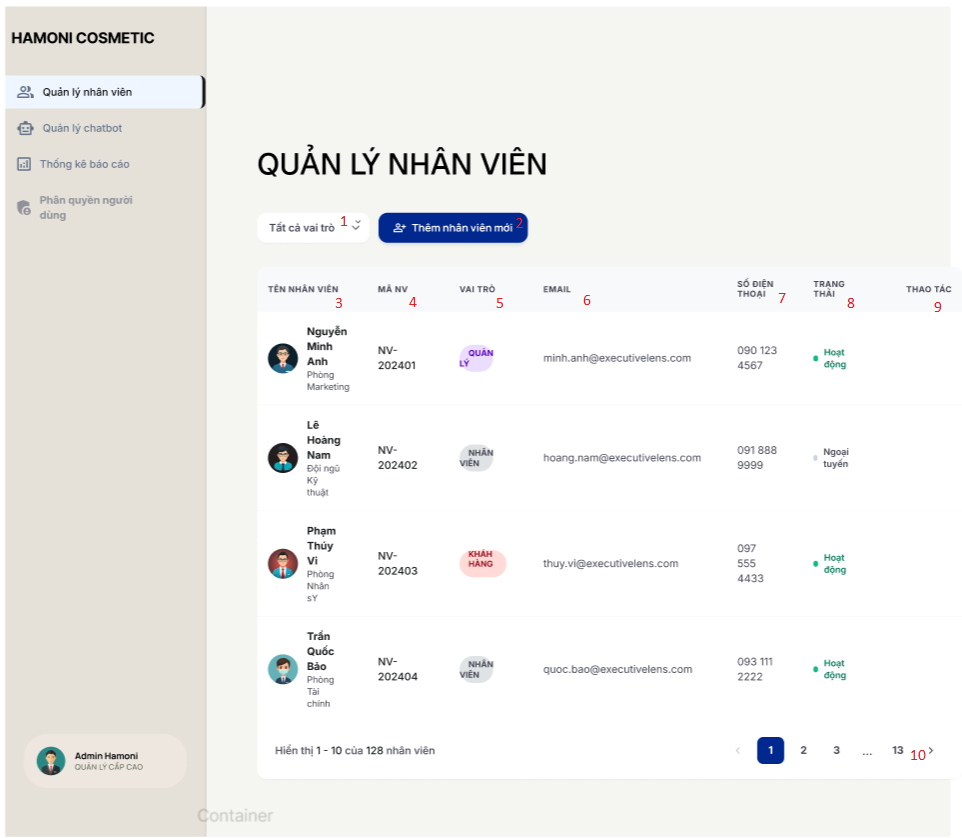 HAMONI COSMETIC
Quản lý nhân viên
Quản lý chatbot
Thống kê báo cáo
Phân quyền người
dùng
QUẢN LÝ NHÂN VIÊN
Tất cả vai trò 1
Thêm nhân viên mới 2
TÊN NHÂN VIÊN 3
MÃ NV 4
VAI TRÒ 5
EMAIL 6
SỐ ĐIỆN
THOẠI 7
TRẠNG
THÁI 8
THAO TÁC 9
Nguyễn
Minh
Anh
Phòng
Marketing
NV-
202401
QUẢN
LÝ
minh.anh@executivelens.com
090 123
4567
Hoạt
động
Lê
Hoàng
Nam
Đội ngũ
Kỹ
thuật
NV-
202402
NHÂN
VIÊN
hoang.nam@executivelens.com
091 888
9999
Ngoại
tuyến
Phạm
Thúy
Vi
Phòng
Nhân
sY
NV-
202403
KHÁH
HÀNG
thuy.vi@executivelens.com
097
555
4433
Hoạt
động
Trần
Quốc
Bảo
Phòng
Tài
chính
NV-
202404
NHÂN
VIÊN
quoc.bao@executivelens.com
093 111
2222
Hoạt
động
Hiển thị 1 - 10 của 128 nhân viên
‹ 1 2 3 ... 13 10 ›
Admin Hamoni
QUẢN LÝ CẤP CAO
Container